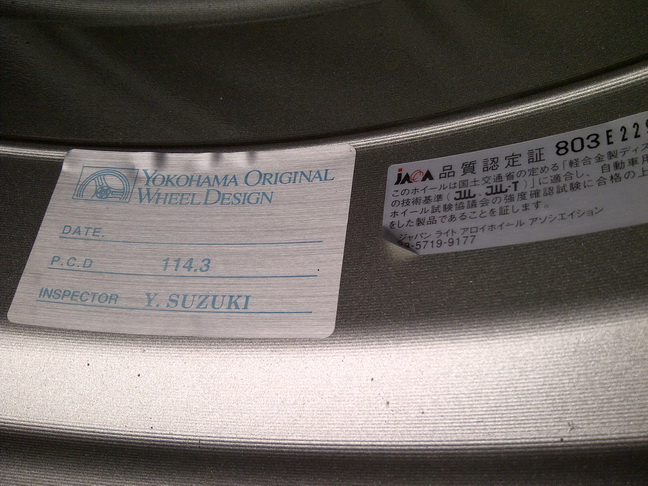 YOKOHAMA ORIGINAL
WHEEL DESIGN
DATE.
P.C.D 114.3
INSPECTOR Y. SUZUKI
JAWA 品質認定証 803E229
このホイールは国土交通省の定める「軽合金製ディス
の技術基準(JWL、JWL-T)」に適合し、自動車用
ホイール試験協議会の強度確認試験に合格の上
をした製品であることを証します。
ジャパン ライト アロイホイール アソシエイション
5719-9177